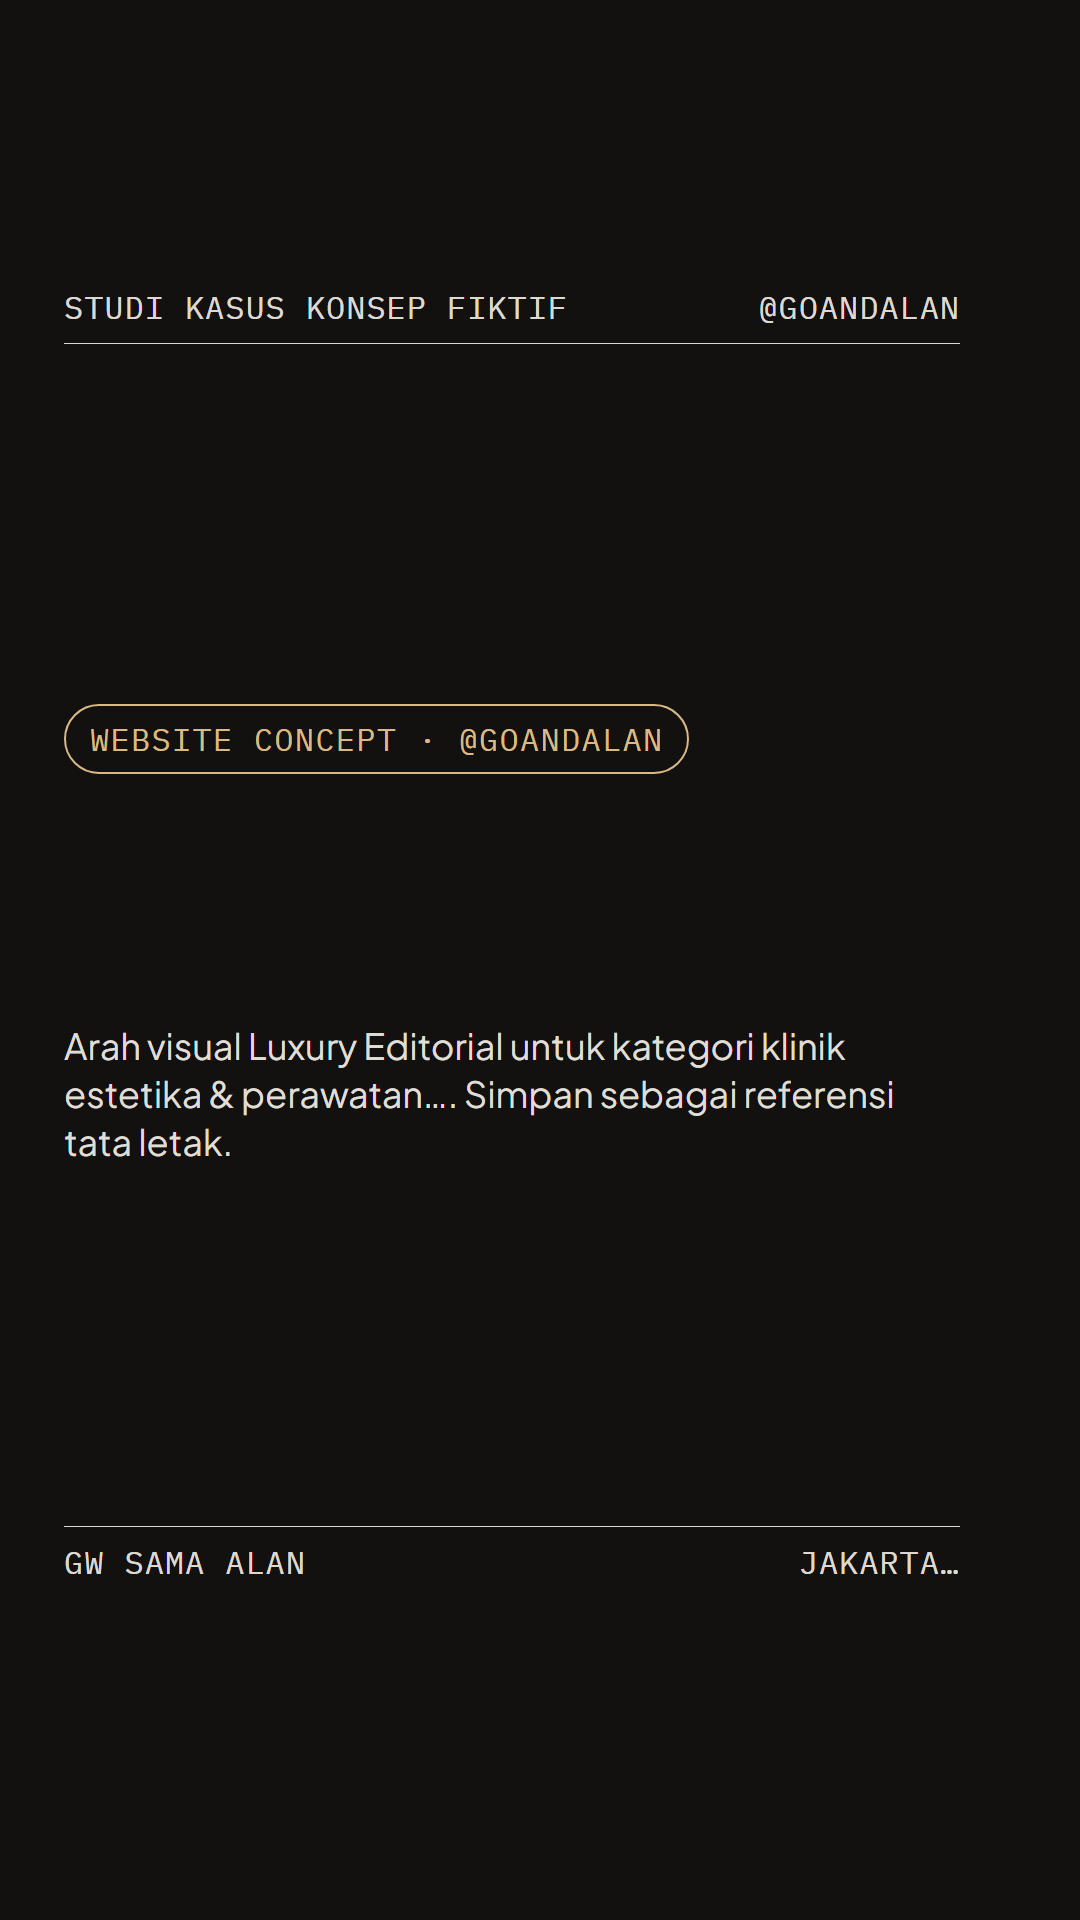 STUDI KASUS KONSEP FIKTIF @GOANDALAN
WEBSITE CONCEPT · @GOANDALAN
Arah visual Luxury Editorial untuk kategori klinik
estetika & perawatan…. Simpan sebagai referensi
tata letak.
GW SAMA ALAN JAKARTA…